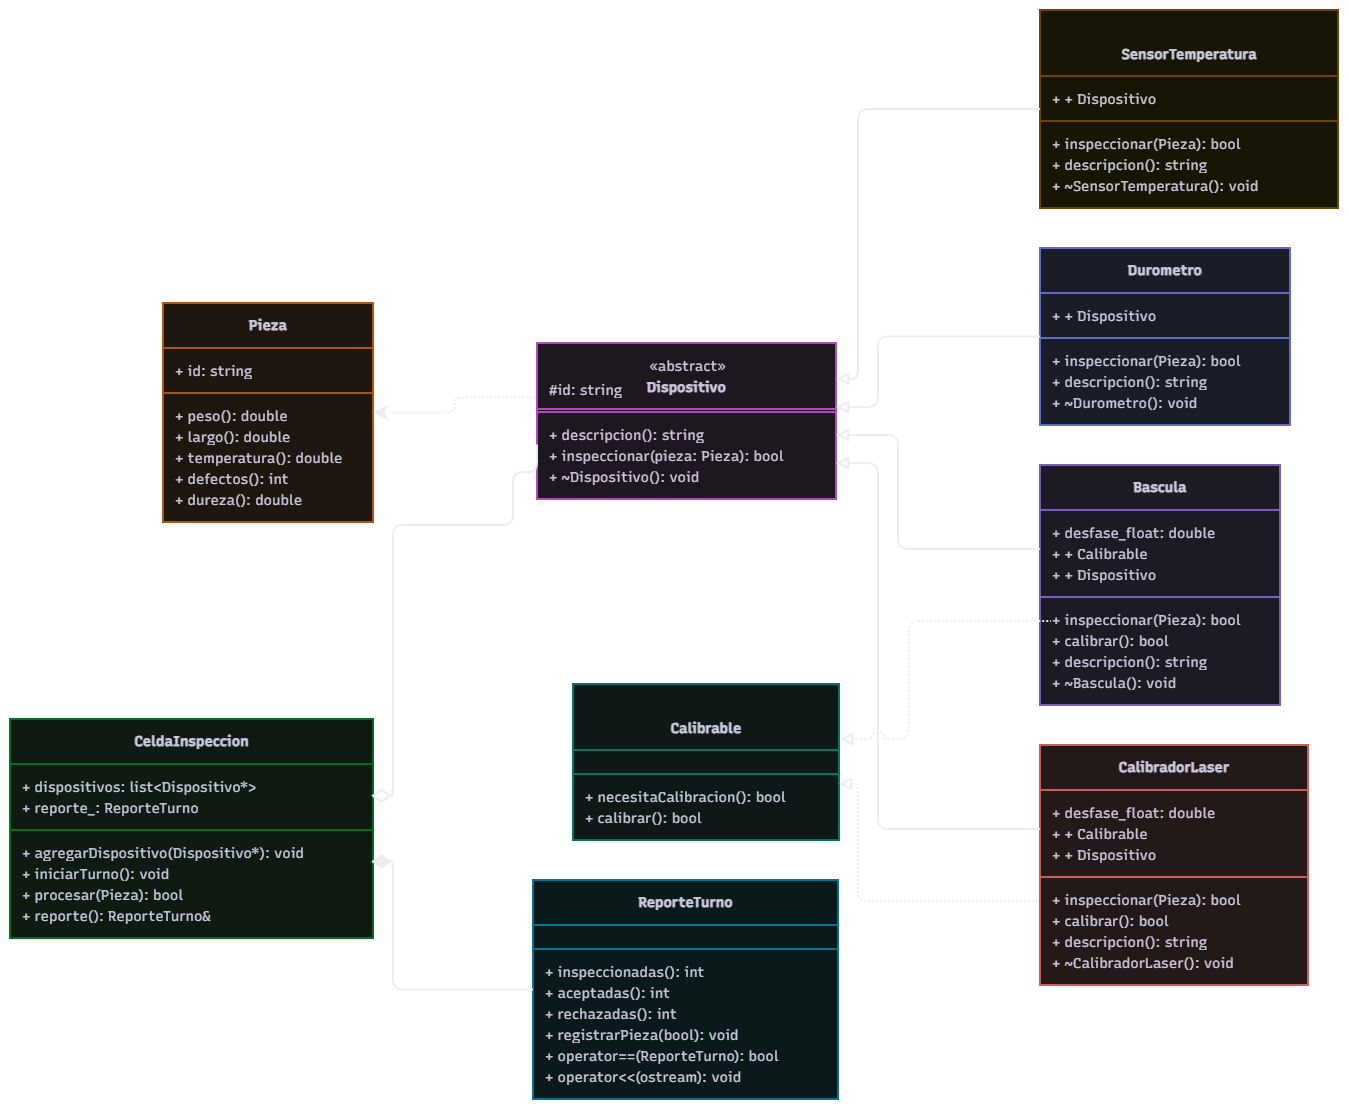 SensorTemperatura
+ + Dispositivo
+ inspeccionar(Pieza): bool
+ descripcion(): string
+ ~SensorTemperatura(): void
Durometro
+ + Dispositivo
+ inspeccionar(Pieza): bool
+ descripcion(): string
+ ~Durometro(): void
Pieza
+ id: string
+ peso(): double
+ largo(): double
+ temperatura(): double
+ defectos(): int
+ dureza(): double
«abstract»
#id: string
Dispositivo
+ descripcion(): string
+ inspeccionar(pieza: Pieza): bool
+ ~Dispositivo(): void
Bascula
+ desfase_float: double
+ + Calibrable
+ + Dispositivo
+ inspeccionar(Pieza): bool
+ calibrar(): bool
+ descripcion(): string
+ ~Bascula(): void
CeldaInspeccion
+ dispositivos: list<Dispositivo*>
+ reporte_: ReporteTurno
+ agregarDispositivo(Dispositivo*): void
+ iniciarTurno(): void
+ procesar(Pieza): bool
+ reporte(): ReporteTurno&
Calibrable
+ necesitaCalibracion(): bool
+ calibrar(): bool
CalibradorLaser
+ desfase_float: double
+ + Calibrable
+ + Dispositivo
+ inspeccionar(Pieza): bool
+ calibrar(): bool
+ descripcion(): string
+ ~CalibradorLaser(): void
ReporteTurno
+ inspeccionadas(): int
+ aceptadas(): int
+ rechazadas(): int
+ registrarPieza(bool): void
+ operator==(ReporteTurno): bool
+ operator<<(ostream): void